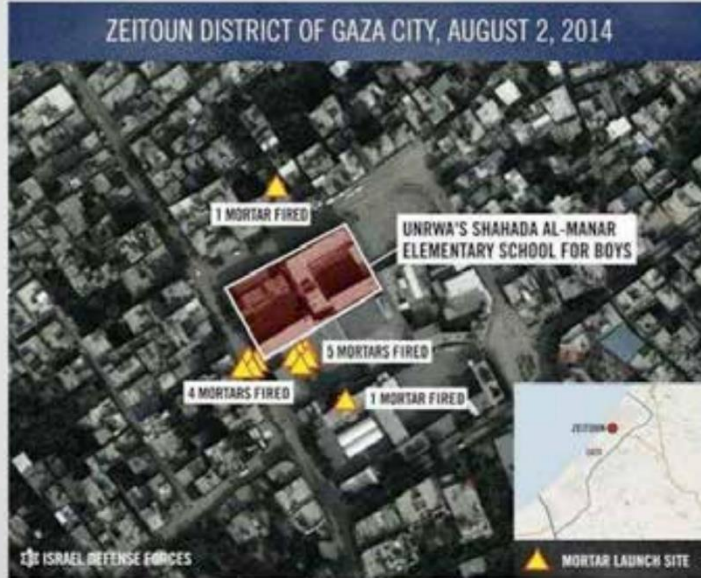 ZEITOUN DISTRICT OF GAZA CITY, AUGUST 2, 2014
1 MORTAR FIRED
UNRWA'S SHAHADA AL-MANAR
ELEMENTARY SCHOOL FOR BOYS
5 MORTARS FIRED
4 MORTARS FIRED
1 MORTAR FIRED
ZEITOUN
GAZA
ISRAEL DEFENSE FORCES
MORTAR LAUNCH SITE